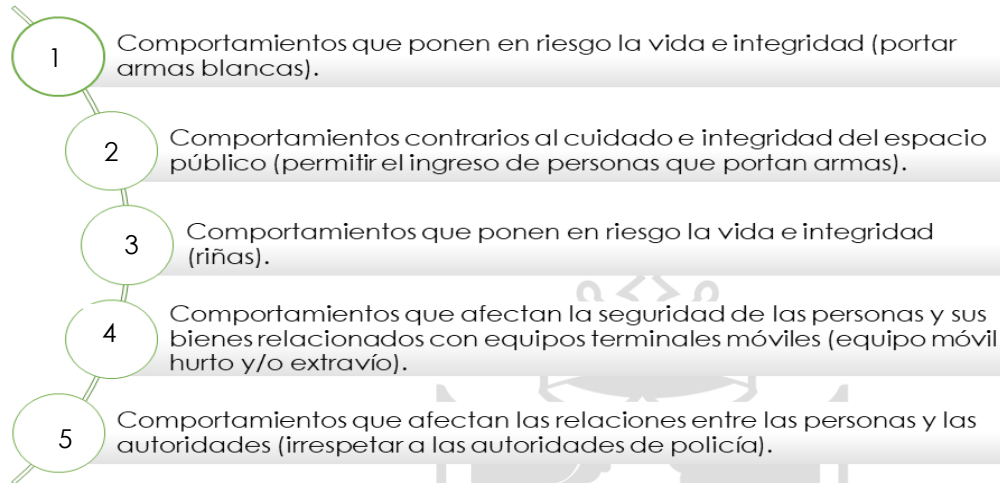 1
Comportamientos que ponen en riesgo la vida e integridad (portar
armas blancas).
2
Comportamientos contrarios al cuidado e integridad del espacio
público (permitir el ingreso de personas que portan armas).
3
Comportamientos que ponen en riesgo la vida e integridad
(riñas).
4
Comportamientos que afectan la seguridad de las personas y sus
bienes relacionados con equipos terminales móviles (equipo móvil
hurto y/o extravío).
5
Comportamientos que afectan las relaciones entre las personas y las
autoridades (irrespetar a las autoridades de policía).